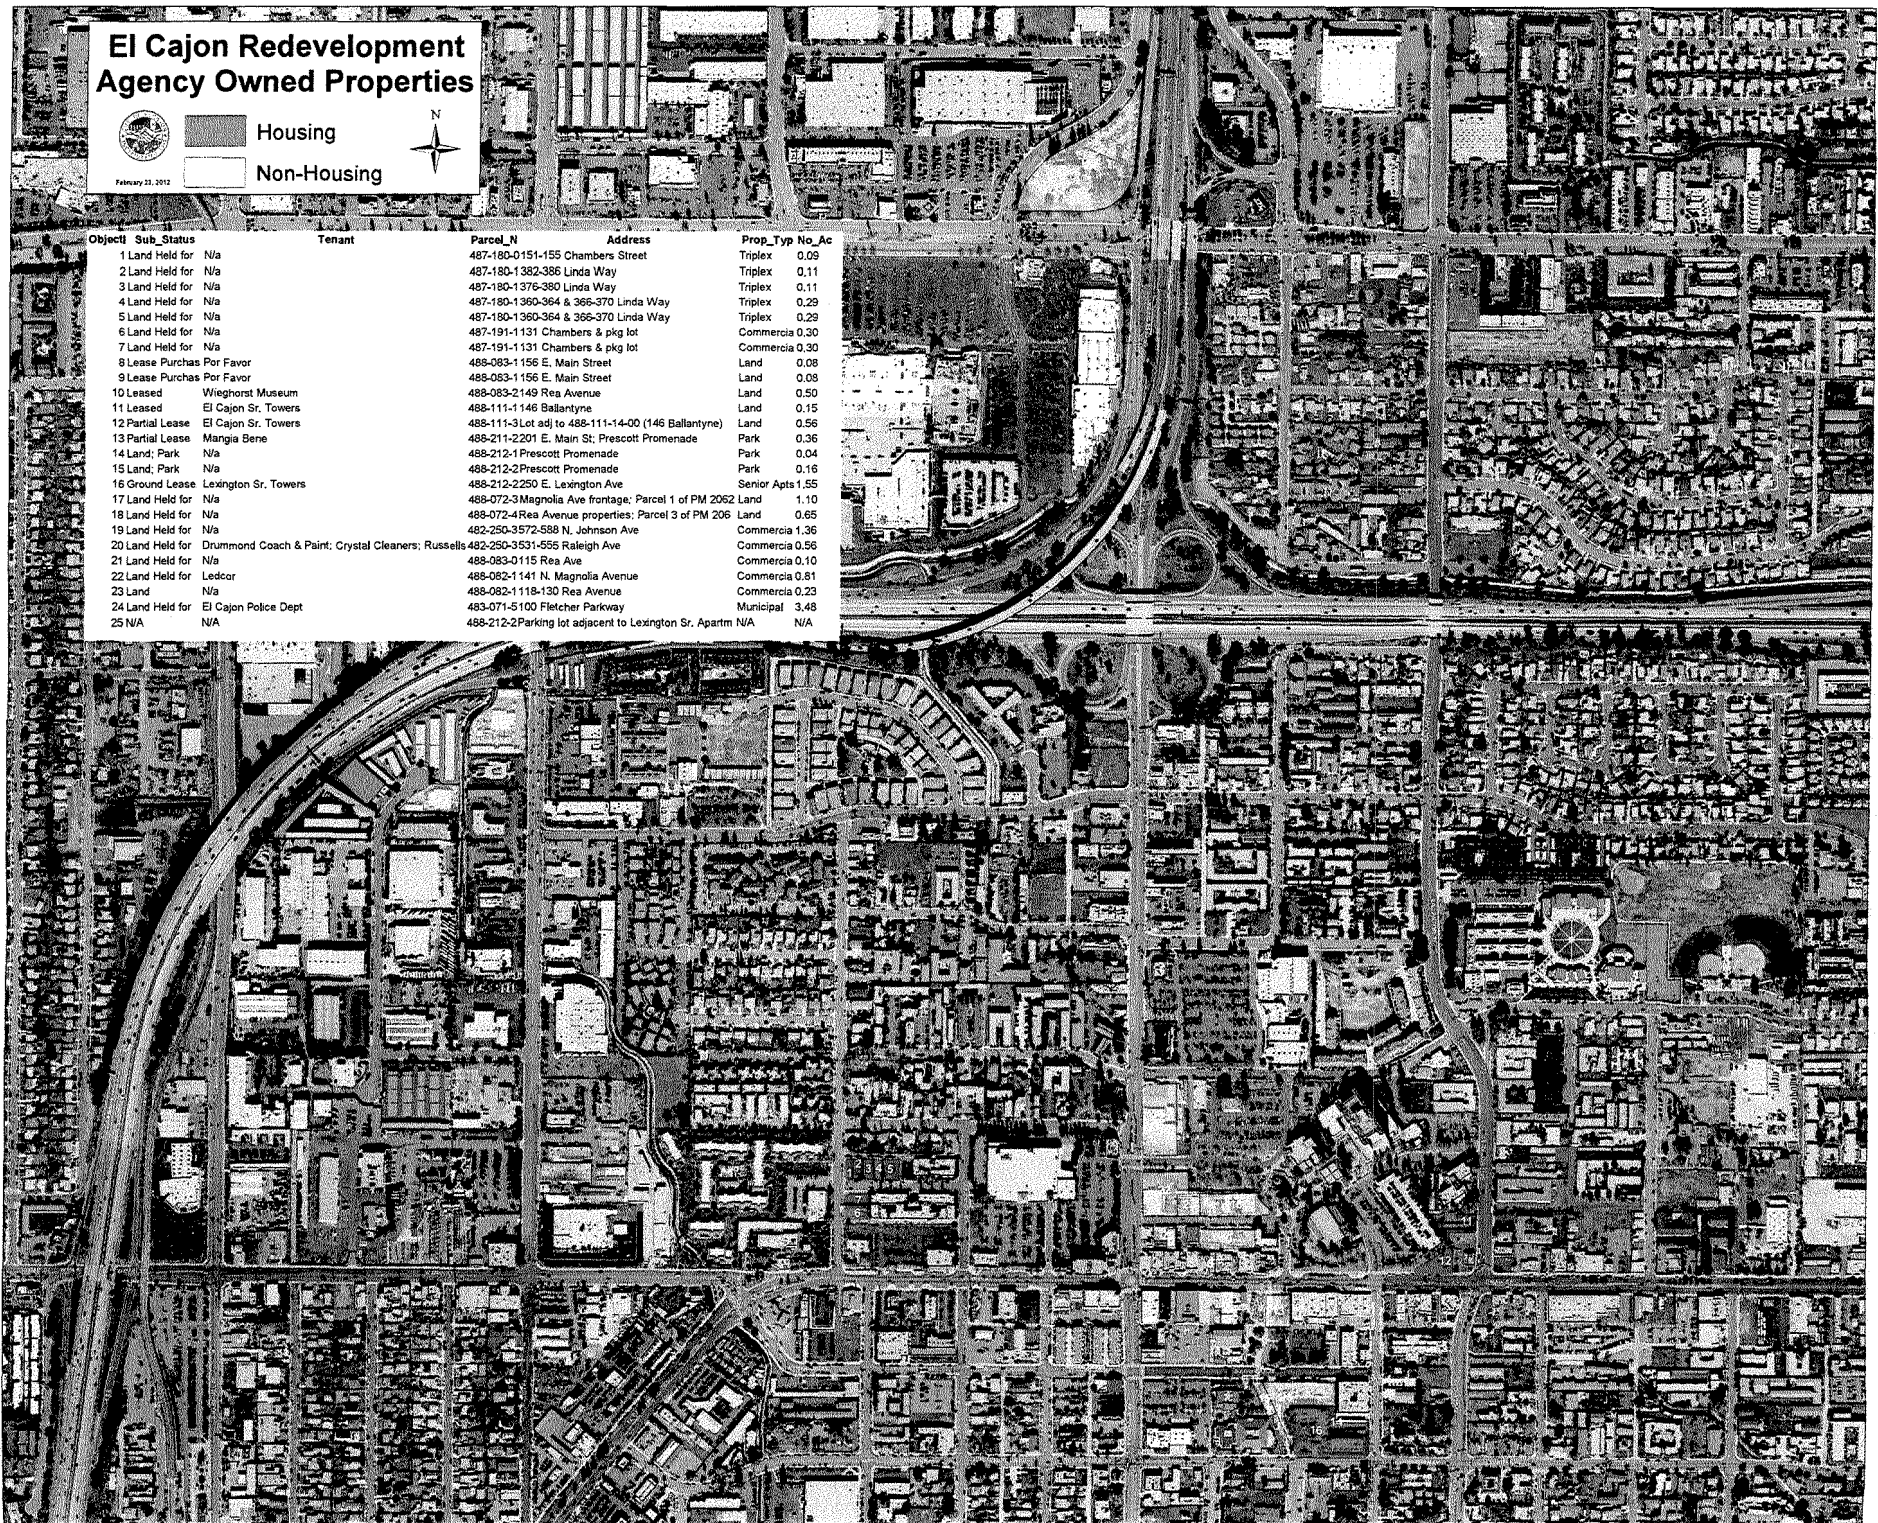 El Cajon Redevelopment
Agency Owned Properties
N
Housing
Non-Housing
February 23, 2012
Objecti Sub_Status Tenant Parcel_N Address Prop_Typ No_Ac
1 Land Held for N/a 487-180-0151-155 Chambers Street Triplex 0.09
2 Land Held for N/a 487-180-1382-386 Linda Way Triplex 0.11
3 Land Held for N/a 487-180-1376-380 Linda Way Triplex 0.11
4 Land Held for N/a 487-180-1360-364 & 366-370 Linda Way Triplex 0.29
5 Land Held for N/a 487-180-1360-364 & 366-370 Linda Way Triplex 0.29
6 Land Held for N/a 487-191-1131 Chambers & pkg lot Commercia 0.30
7 Land Held for N/a 487-191-1131 Chambers & pkg lot Commercia 0.30
8 Lease Purchas Por Favor 488-083-1156 E. Main Street Land 0.08
9 Lease Purchas Por Favor 488-083-1156 E. Main Street Land 0.08
10 Leased Wieghorst Museum 488-083-2149 Rea Avenue Land 0.50
11 Leased El Cajon Sr. Towers 488-111-1146 Ballantyne Land 0.15
12 Partial Lease El Cajon Sr. Towers 488-111-3Lot adj to 488-111-14-00 (146 Ballantyne) Land 0.56
13 Partial Lease Mangia Bene 488-211-2201 E. Main St; Prescott Promenade Park 0.36
14 Land; Park N/a 488-212-1Prescott Promenade Park 0.04
15 Land; Park N/a 488-212-2Prescott Promenade Park 0.16
16 Ground Lease Lexington Sr. Towers 488-212-2250 E. Lexington Ave Senior Apts 1.55
17 Land Held for N/a 488-072-3Magnolia Ave frontage; Parcel 1 of PM 2062 Land 1.10
18 Land Held for N/a 488-072-4Rea Avenue properties; Parcel 3 of PM 206 Land 0.65
19 Land Held for N/a 482-250-3572-588 N. Johnson Ave Commercia 1.36
20 Land Held for Drummond Coach & Paint; Crystal Cleaners; Russells 482-250-3531-555 Raleigh Ave Commercia 0.56
21 Land Held for N/a 488-083-0115 Rea Ave Commercia 0.10
22 Land Held for Ledcor 488-082-1141 N. Magnolia Avenue Commercia 0.81
23 Land N/a 488-082-1118-130 Rea Avenue Commercia 0.23
24 Land Held for El Cajon Police Dept 483-071-5100 Fletcher Parkway Municipal 3.48
25 N/A N/A 488-212-2Parking lot adjacent to Lexington Sr. Apartm N/A N/A
1 2 3 4 5
6
12
16